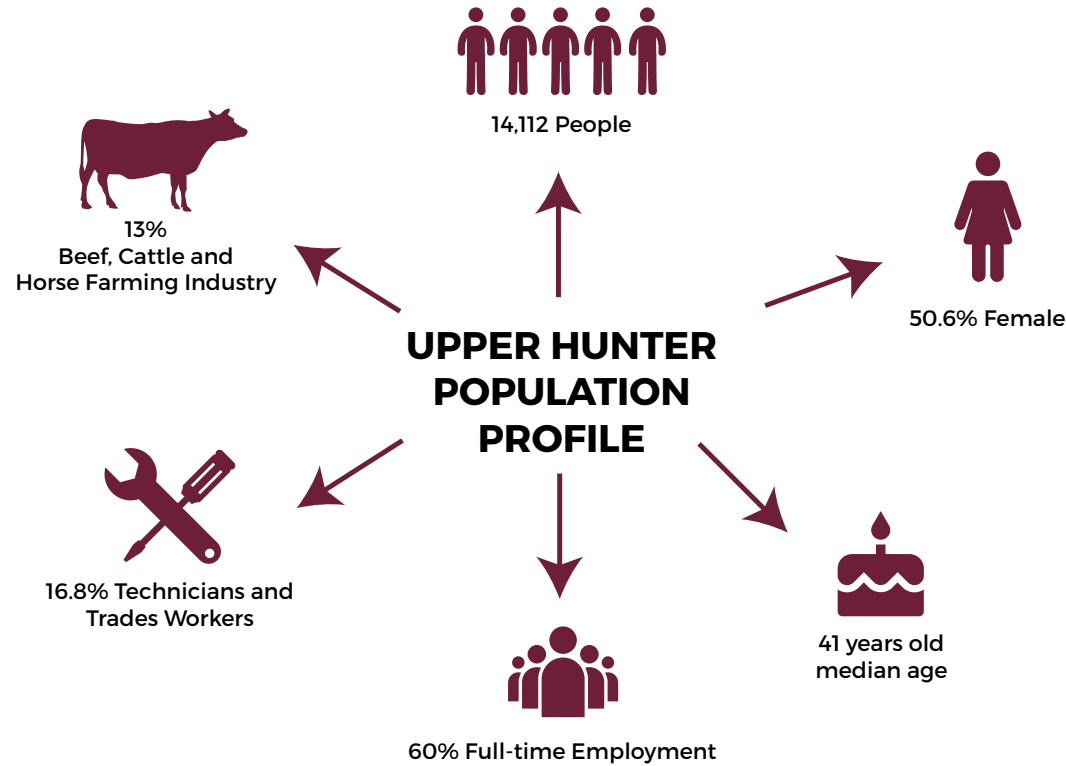 14,112 People
13%
Beef, Cattle and
Horse Farming Industry
50.6% Female
UPPER HUNTER
POPULATION
PROFILE
16.8% Technicians and
Trades Workers
41 years old
median age
60% Full-time Employment